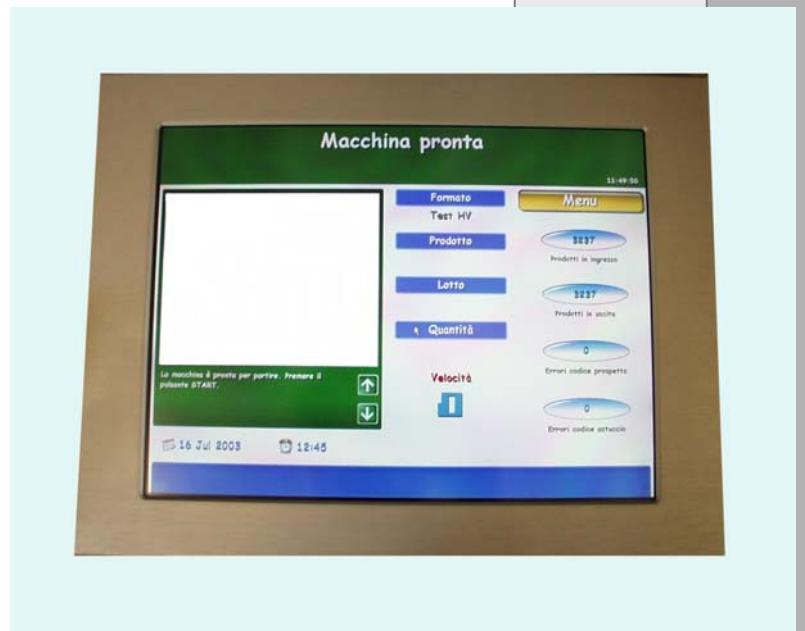 Macchina pronta
11:49:50
Formato
Test HV
Prodotto
Lotto
Quantità
Velocità
Menu
3237
Prodotti in ingresso
3237
Prodotti in uscita
0
Errori codice prospetto
0
Errori codice astuccio
La macchina è pronta per partire. Premere il
pulsante START.
16 Jul 2003
12:45